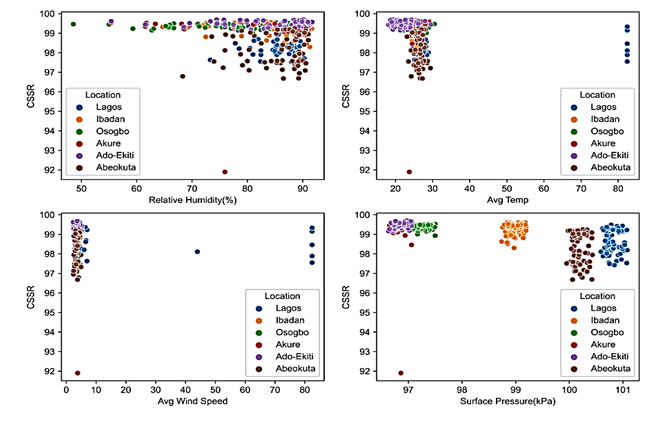 100
99
98
97
96
95
94
93
92
CSSR
Location
Lagos
Ibadan
Osogbo
Akure
Ado-Ekiti
Abeokuta
50 60 70 80 90
Relative Humidity(%)
100
99
98
97
96
95
94
93
92
CSSR
Location
Lagos
Ibadan
Osogbo
Akure
Ado-Ekiti
Abeokuta
20 30 40 50 60 70 80
Avg Temp
100
99
98
97
96
95
94
93
92
CSSR
Location
Lagos
Ibadan
Osogbo
Akure
Ado-Ekiti
Abeokuta
0 10 20 30 40 50 60 70 80
Avg Wind Speed
100
99
98
97
96
95
94
93
92
CSSR
Location
Lagos
Ibadan
Osogbo
Akure
Ado-Ekiti
Abeokuta
97 98 99 100 101
Surface Pressure(kPa)